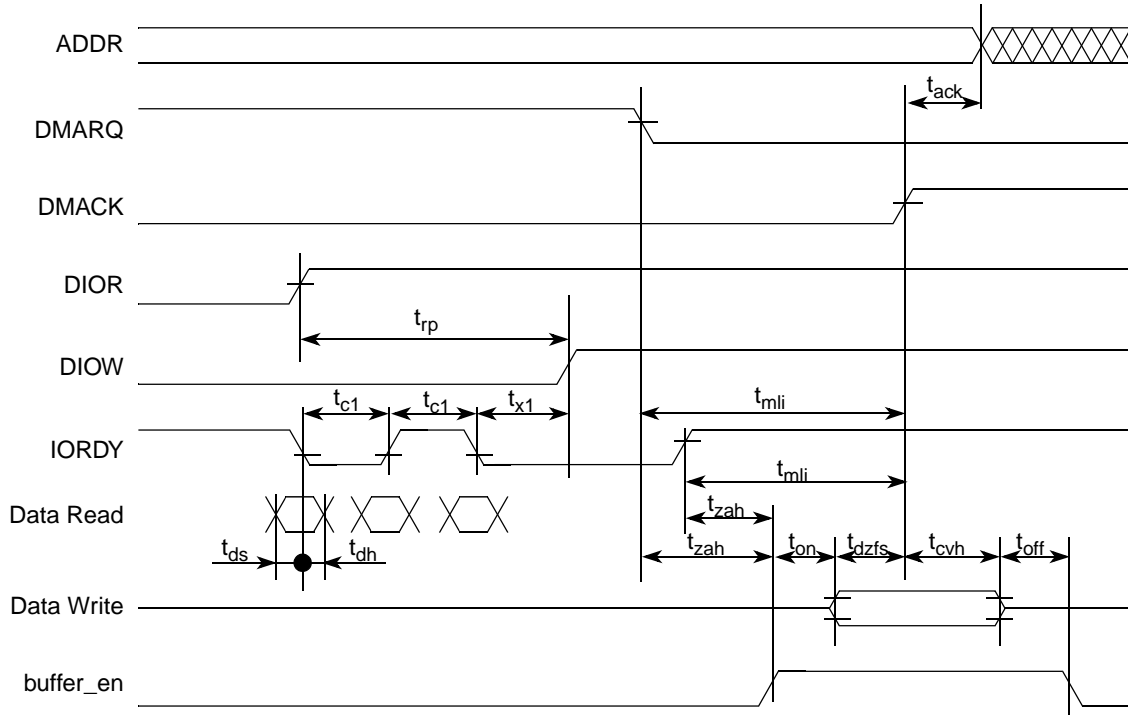 ADDR
t_ack
DMARQ
DMACK
DIOR
t_rp
DIOW
t_c1 t_c1 t_x1 t_mli
IORDY
t_mli
Data Read
t_zah
t_ds t_dh t_zah t_on t_dzfs t_cvh t_off
Data Write
buffer_en